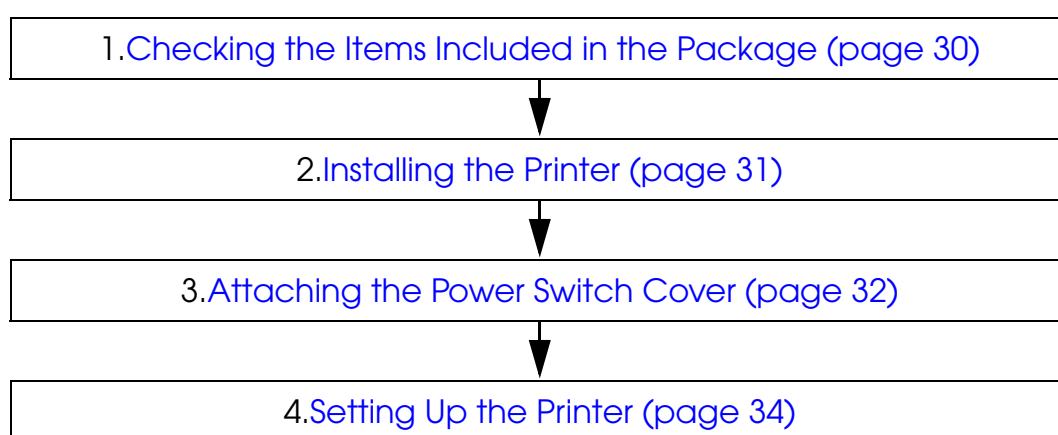 1.Checking the Items Included in the Package (page 30)
2.Installing the Printer (page 31)
3.Attaching the Power Switch Cover (page 32)
4.Setting Up the Printer (page 34)